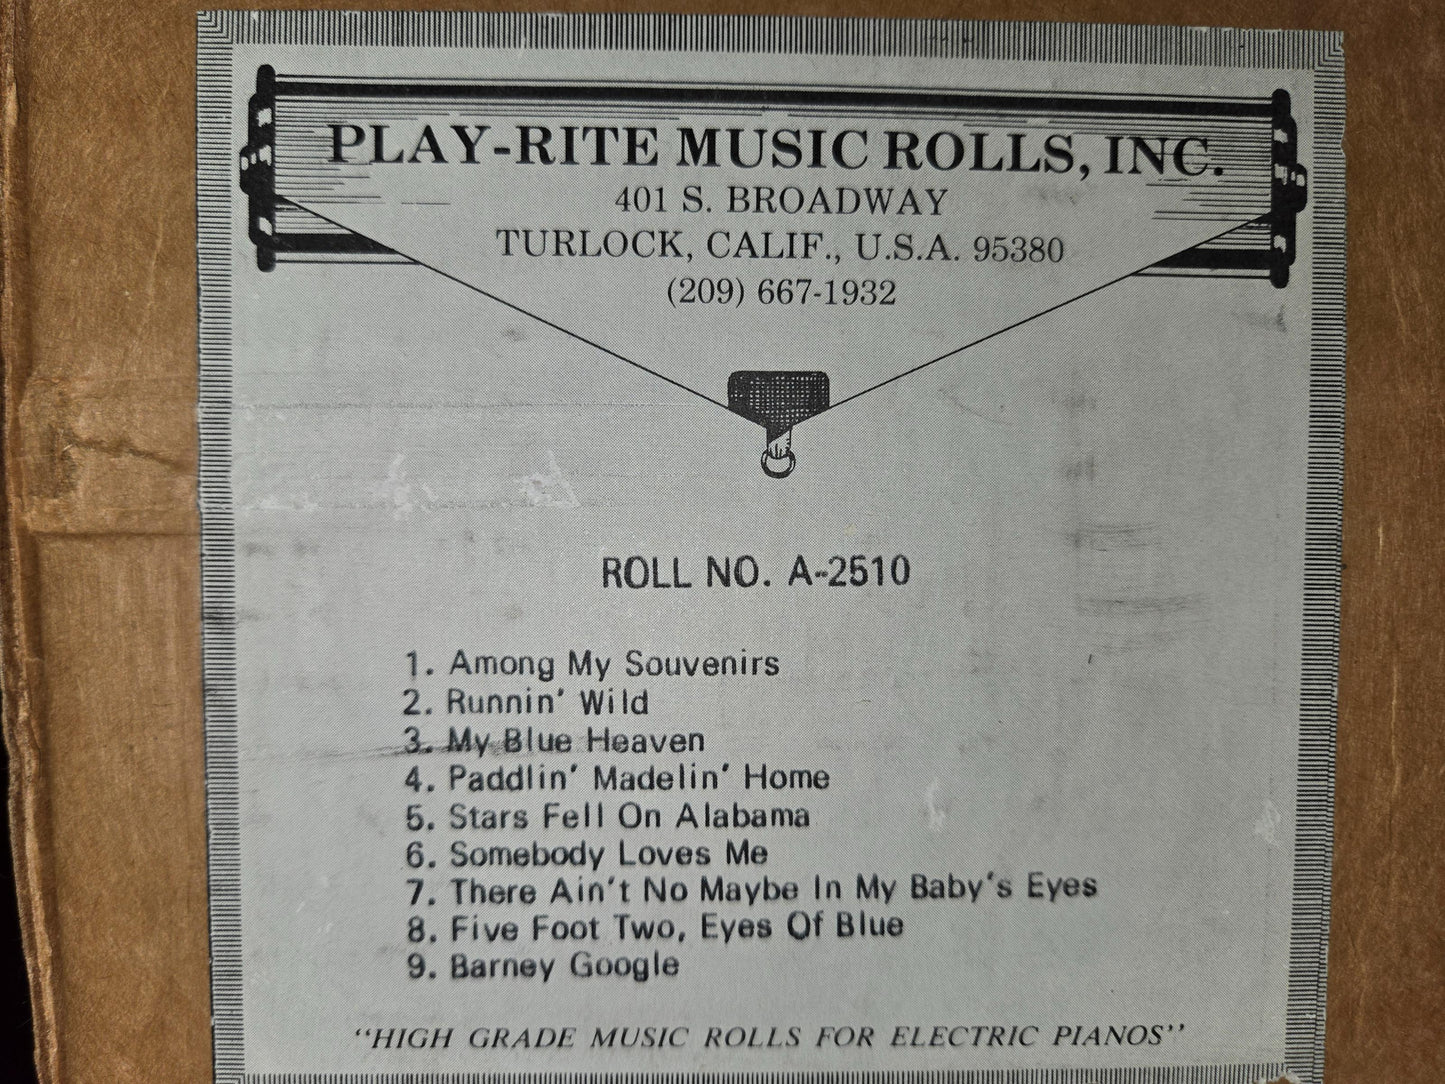 PLAY-RITE MUSIC ROLLS, INC.
401 S. BROADWAY
TURLOCK, CALIF., U.S.A. 95380
(209) 667-1932
ROLL NO. A-2510
1. Among My Souvenirs
2. Runnin' Wild
3. My Blue Heaven
4. Paddlin' Madelin' Home
5. Stars Fell On Alabama
6. Somebody Loves Me
7. There Ain't No Maybe In My Baby's Eyes
8. Five Foot Two, Eyes Of Blue
9. Barney Google
"HIGH GRADE MUSIC ROLLS FOR ELECTRIC PIANOS"